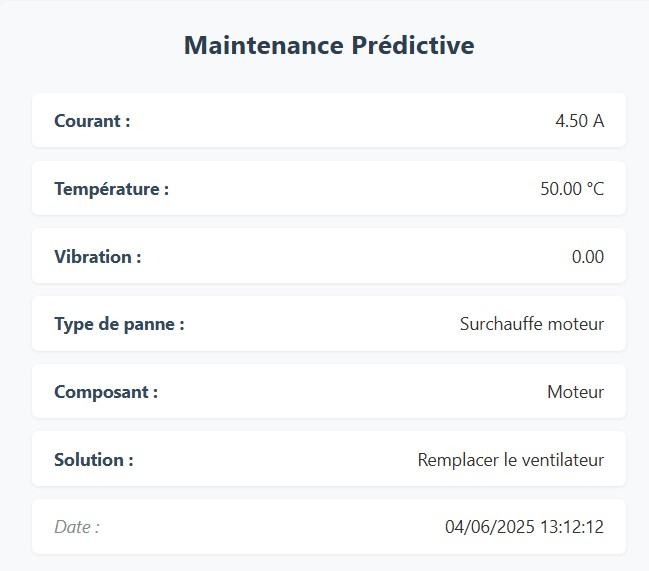 Maintenance Prédictive
Courant : 4.50 A
Température : 50.00 °C
Vibration : 0.00
Type de panne : Surchauffe moteur
Composant : Moteur
Solution : Remplacer le ventilateur
Date : 04/06/2025 13:12:12